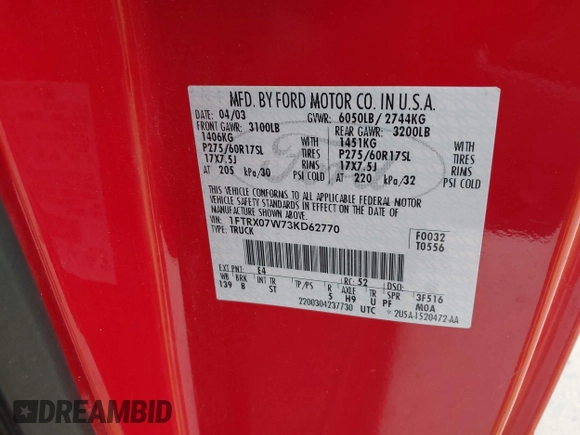 MFD. BY FORD MOTOR CO. IN U.S.A.
DATE: 04/03 GVWR: 6050LB / 2744KG
FRONT GAWR: 3100LB REAR GAWR: 3200LB
1406KG 1451KG
P275/60R17SL TIRES P275/60R17SL TIRES
17X7.5J RIMS 17X7.5J RIMS
AT 205 kPa/30 PSI COLD AT 220 kPa/32 PSI COLD
THIS VEHICLE CONFORMS TO ALL APPLICABLE FEDERAL MOTOR
VEHICLE SAFETY STANDARDS IN EFFECT ON THE DATE OF
MANUFACTURE SHOWN ABOVE.
VIN: 1FTRX07W73KD62770 F0032
TYPE: TRUCK T0556
EXT.PNT: E4 RC: 52 DSO:
WB BRK INT TR TP/PS R AXLE TR SPR 3F516
139 B ST 5 H9 U PF MOA
2200304237730 UTC *2U5A-1520472-AA
Ford
DREAMBID